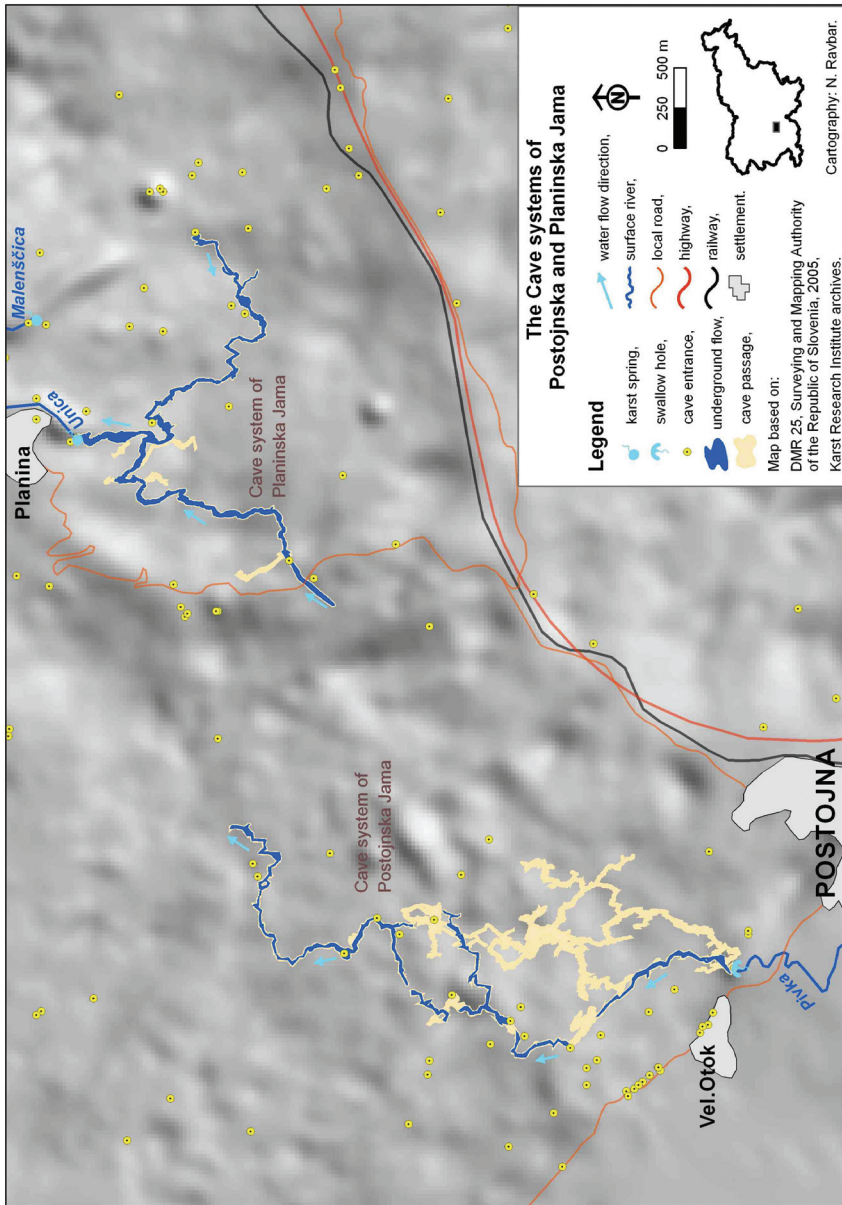 Malenščica
Unica
Planina
Cave system of
Planinska Jama
Cave system of
Postojnska Jama
Pivka
Vel.Otok
POSTOJNA
The Cave systems of
Postojnska and Planinska Jama
Legend
karst spring,
swallow hole,
cave entrance,
underground flow,
cave passage,
water flow direction,
surface river,
local road,
highway,
railway,
settlement.
N
0 250 500 m
Map based on:
DMR 25, Surveying and Mapping Authority
of the Republic of Slovenia, 2005,
Karst Research Institute archives.
Cartography: N. Ravbar.